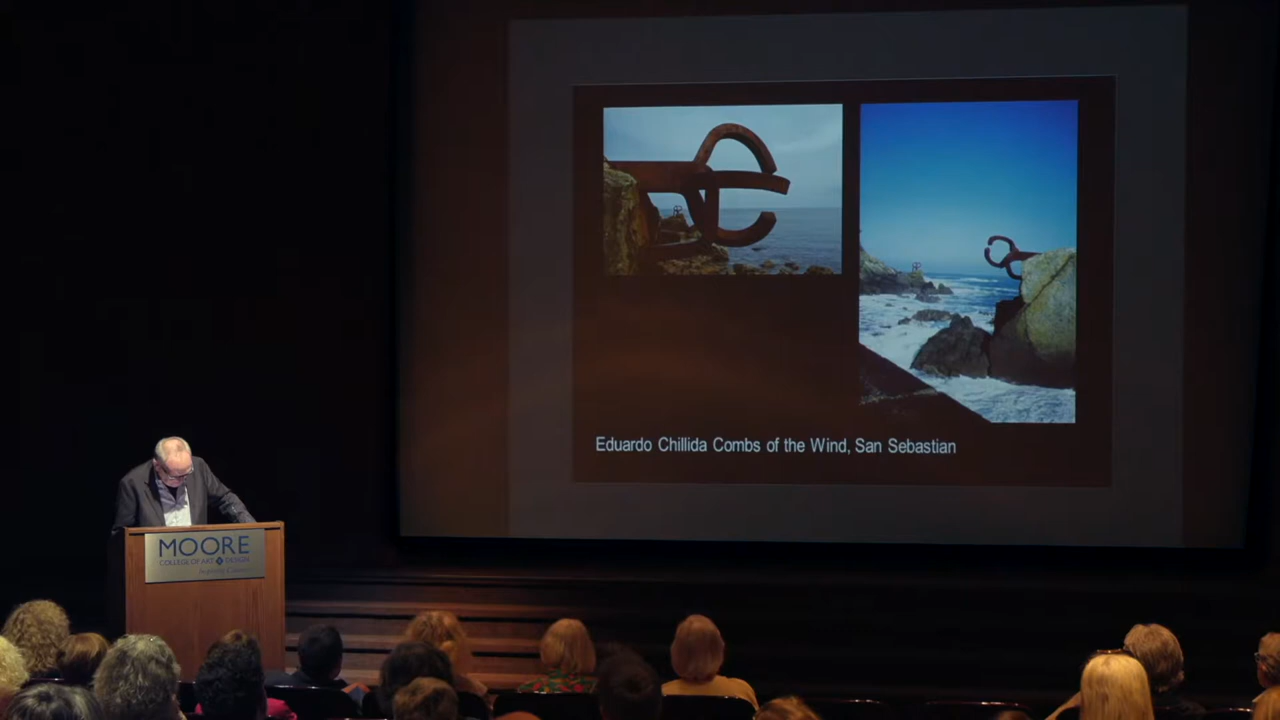 Eduardo Chillida Combs of the Wind, San Sebastian
MOORE
COLLEGE OF ART & DESIGN